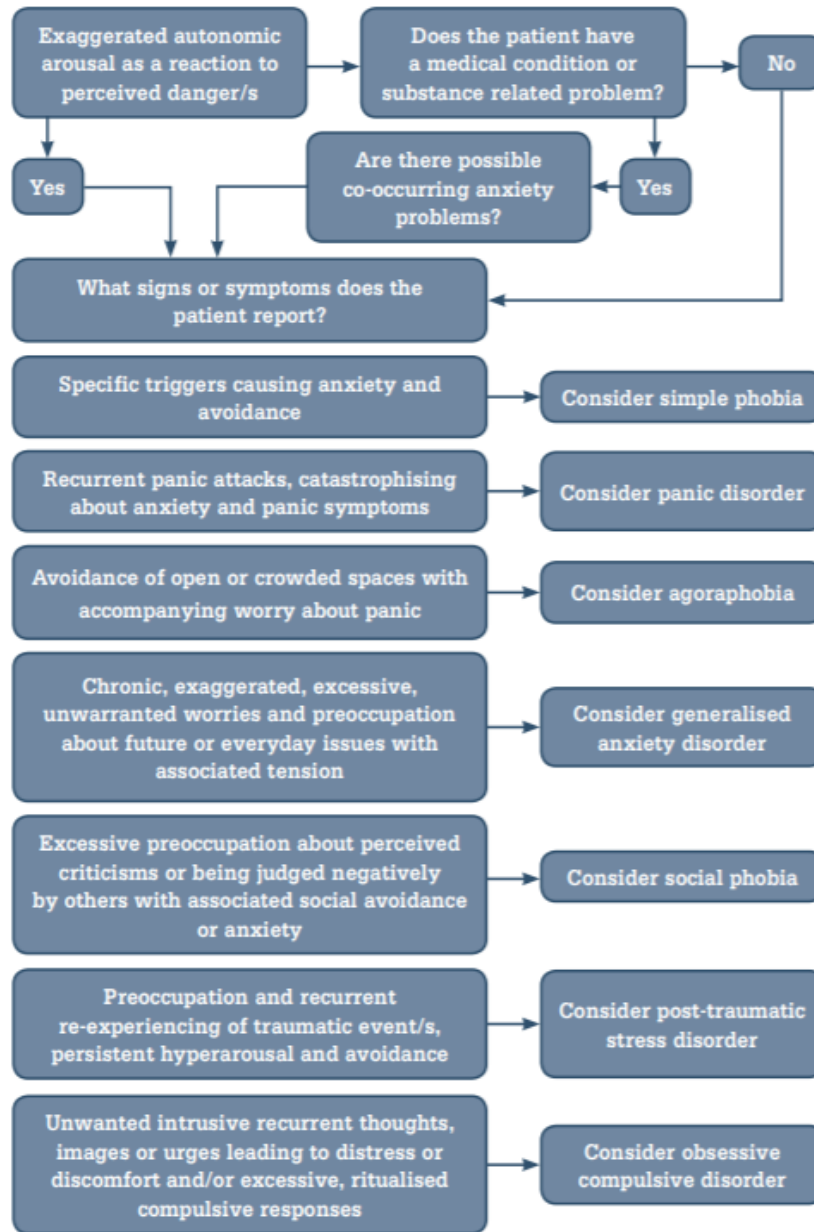 Exaggerated autonomic
arousal as a reaction to
perceived danger/s
Does the patient have
a medical condition or
substance related problem?
No
Yes
Are there possible
co-occurring anxiety
problems?
Yes
What signs or symptoms does the
patient report?
Specific triggers causing anxiety and
avoidance
Consider simple phobia
Recurrent panic attacks, catastrophising
about anxiety and panic symptoms
Consider panic disorder
Avoidance of open or crowded spaces with
accompanying worry about panic
Consider agoraphobia
Chronic, exaggerated, excessive,
unwarranted worries and preoccupation
about future or everyday issues with
associated tension
Consider generalised
anxiety disorder
Excessive preoccupation about perceived
criticisms or being judged negatively
by others with associated social avoidance
or anxiety
Consider social phobia
Preoccupation and recurrent
re-experiencing of traumatic event/s,
persistent hyperarousal and avoidance
Consider post-traumatic
stress disorder
Unwanted intrusive recurrent thoughts,
images or urges leading to distress or
discomfort and/or excessive, ritualised
compulsive responses
Consider obsessive
compulsive disorder